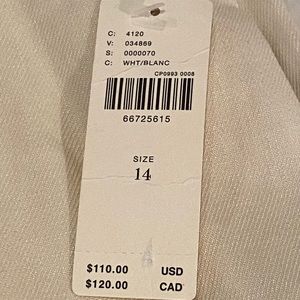 C: 4120
V: 034869
S: 0000070
C: WHT/BLANC
CP0993 0008
66725615
SIZE
14
$110.00 USD
$120.00 CAD